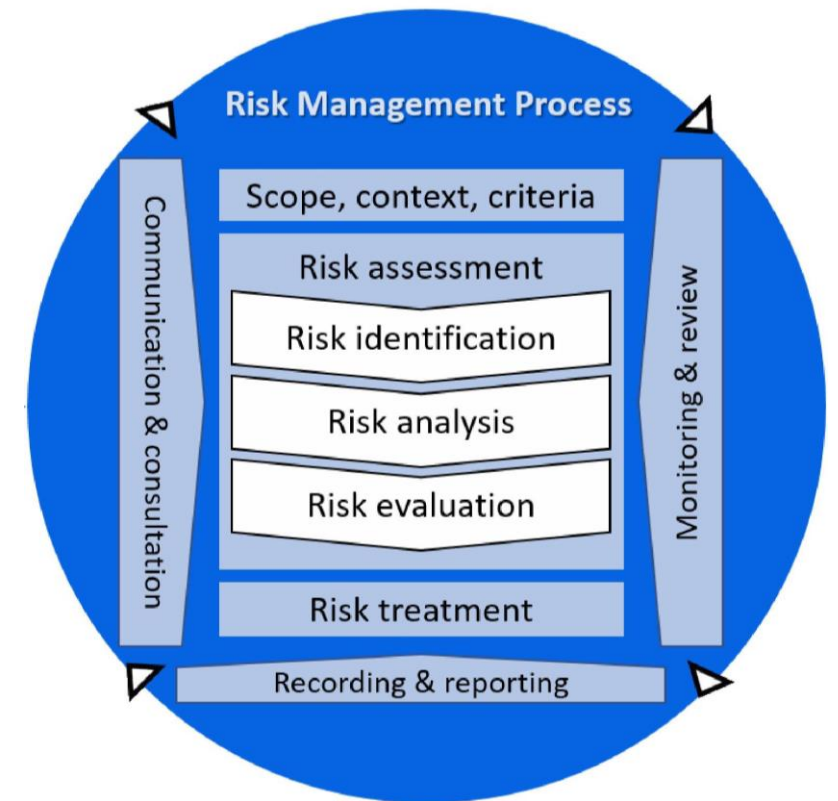 Risk Management Process
Scope, context, criteria
Risk assessment
Risk identification
Risk analysis
Risk evaluation
Risk treatment
Recording & reporting
Communication & consultation
Monitoring & review